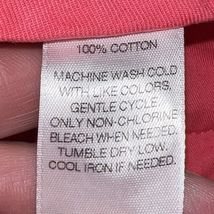 100% COTTON
MACHINE WASH COLD
WITH LIKE COLORS,
GENTLE CYCLE.
ONLY NON-CHLORINE
BLEACH WHEN NEEDED.
TUMBLE DRY LOW.
COOL IRON IF NEEDED.